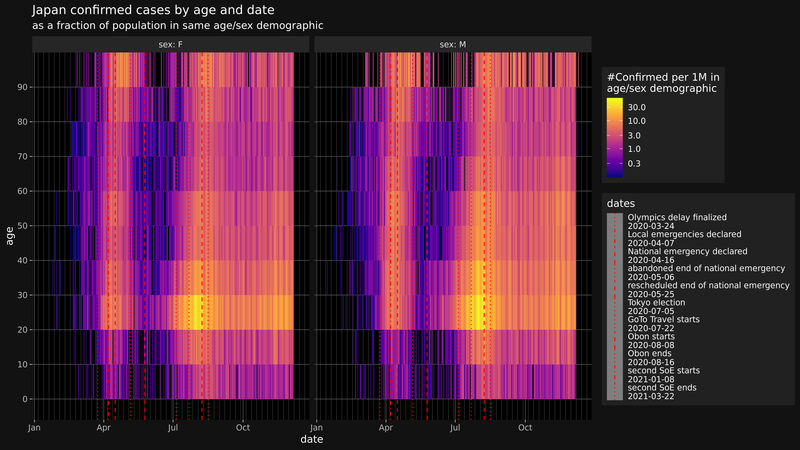 Japan confirmed cases by age and date
as a fraction of population in same age/sex demographic
sex: F
sex: M
90
80
70
60
50
40
30
20
10
0
age
Jan
Apr
Jul
Oct
Jan
Apr
Jul
Oct
date
#Confirmed per 1M in
age/sex demographic
30.0
10.0
3.0
1.0
0.3
dates
Olympics delay finalized
2020-03-24
Local emergencies declared
2020-04-07
National emergency declared
2020-04-16
abandoned end of national emergency
2020-05-06
rescheduled end of national emergency
2020-05-25
Tokyo election
2020-07-05
GoTo Travel starts
2020-07-22
Obon starts
2020-08-08
Obon ends
2020-08-16
second SoE starts
2021-01-08
second SoE ends
2021-03-22